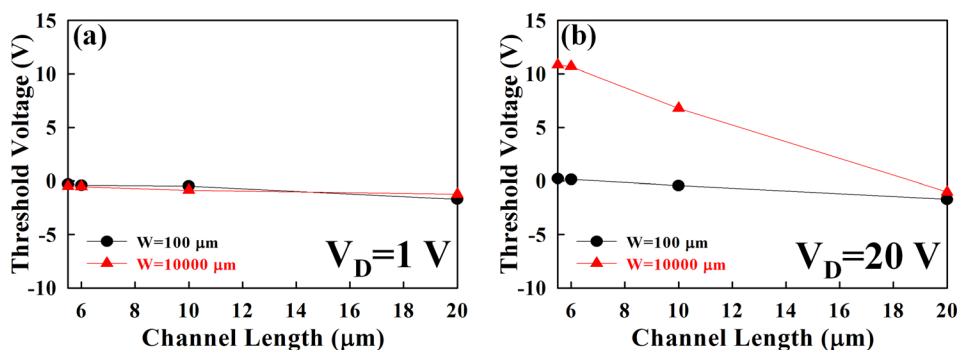 (a)
Threshold Voltage (V)
15
10
5
0
-5
-10
W=100 μm
W=10000 μm
V_D=1 V
6 8 10 12 14 16 18 20
Channel Length (μm)
(b)
Threshold Voltage (V)
15
10
5
0
-5
-10
W=100 μm
W=10000 μm
V_D=20 V
6 8 10 12 14 16 18 20
Channel Length (μm)